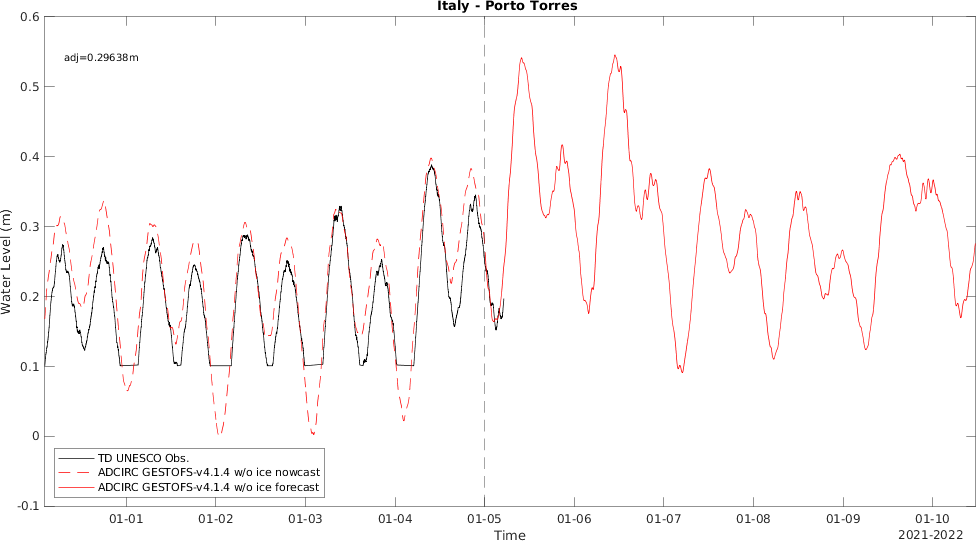 Italy - Porto Torres
adj=0.29638m
Water Level (m)
0.6
0.5
0.4
0.3
0.2
0.1
0
-0.1
TD UNESCO Obs.
ADCIRC GESTOFS-v4.1.4 w/o ice nowcast
ADCIRC GESTOFS-v4.1.4 w/o ice forecast
01-01 01-02 01-03 01-04 01-05 01-06 01-07 01-08 01-09 01-10
Time
2021-2022